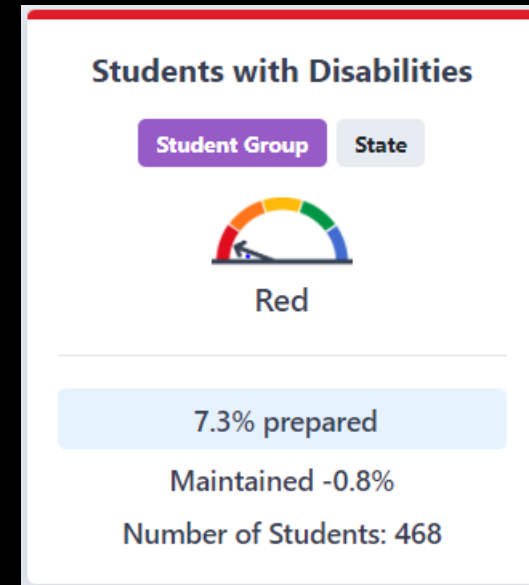 Students with Disabilities
Student Group State
Red
7.3% prepared
Maintained -0.8%
Number of Students: 468